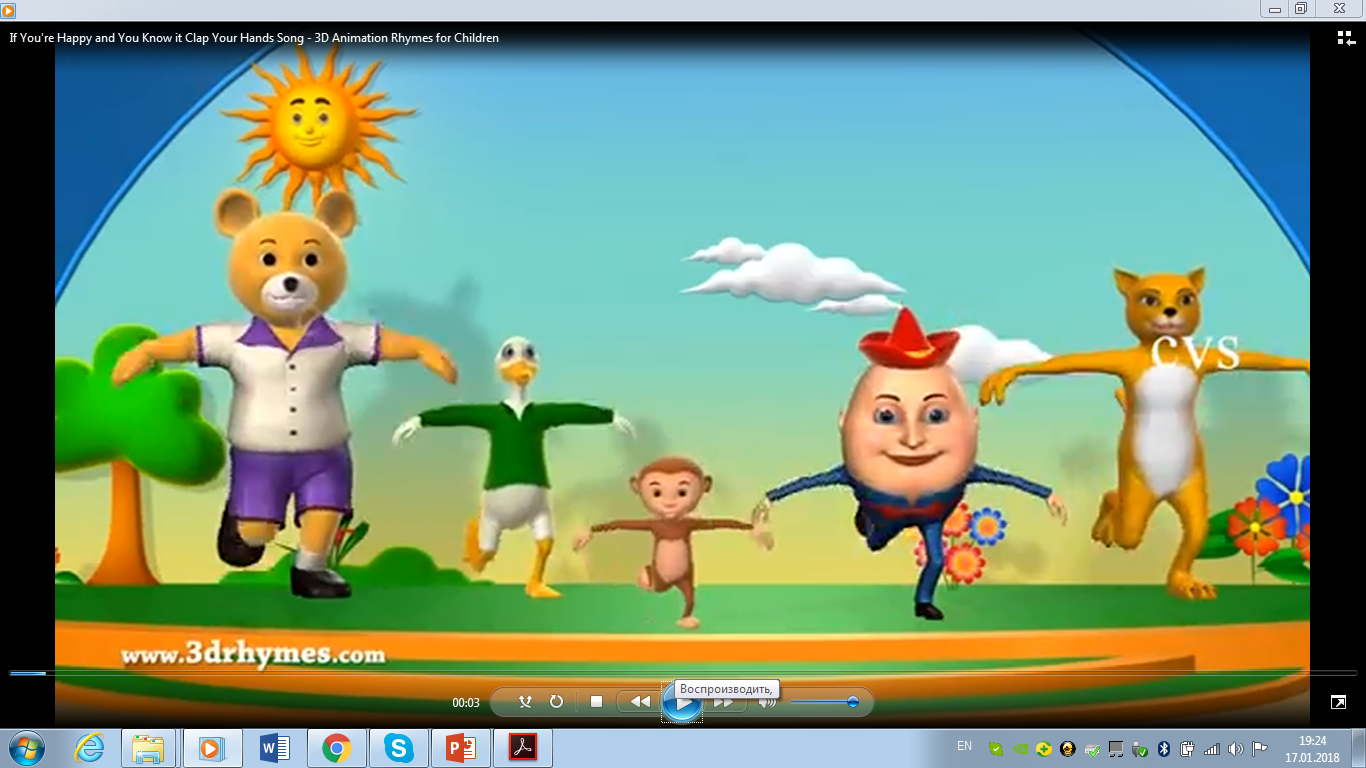 If You're Happy and You Know it Clap Your Hands Song - 3D Animation Rhymes for Children
cvs
www.3drhymes.com
Воспроизводить,
00:03
EN
19:24
17.01.2018